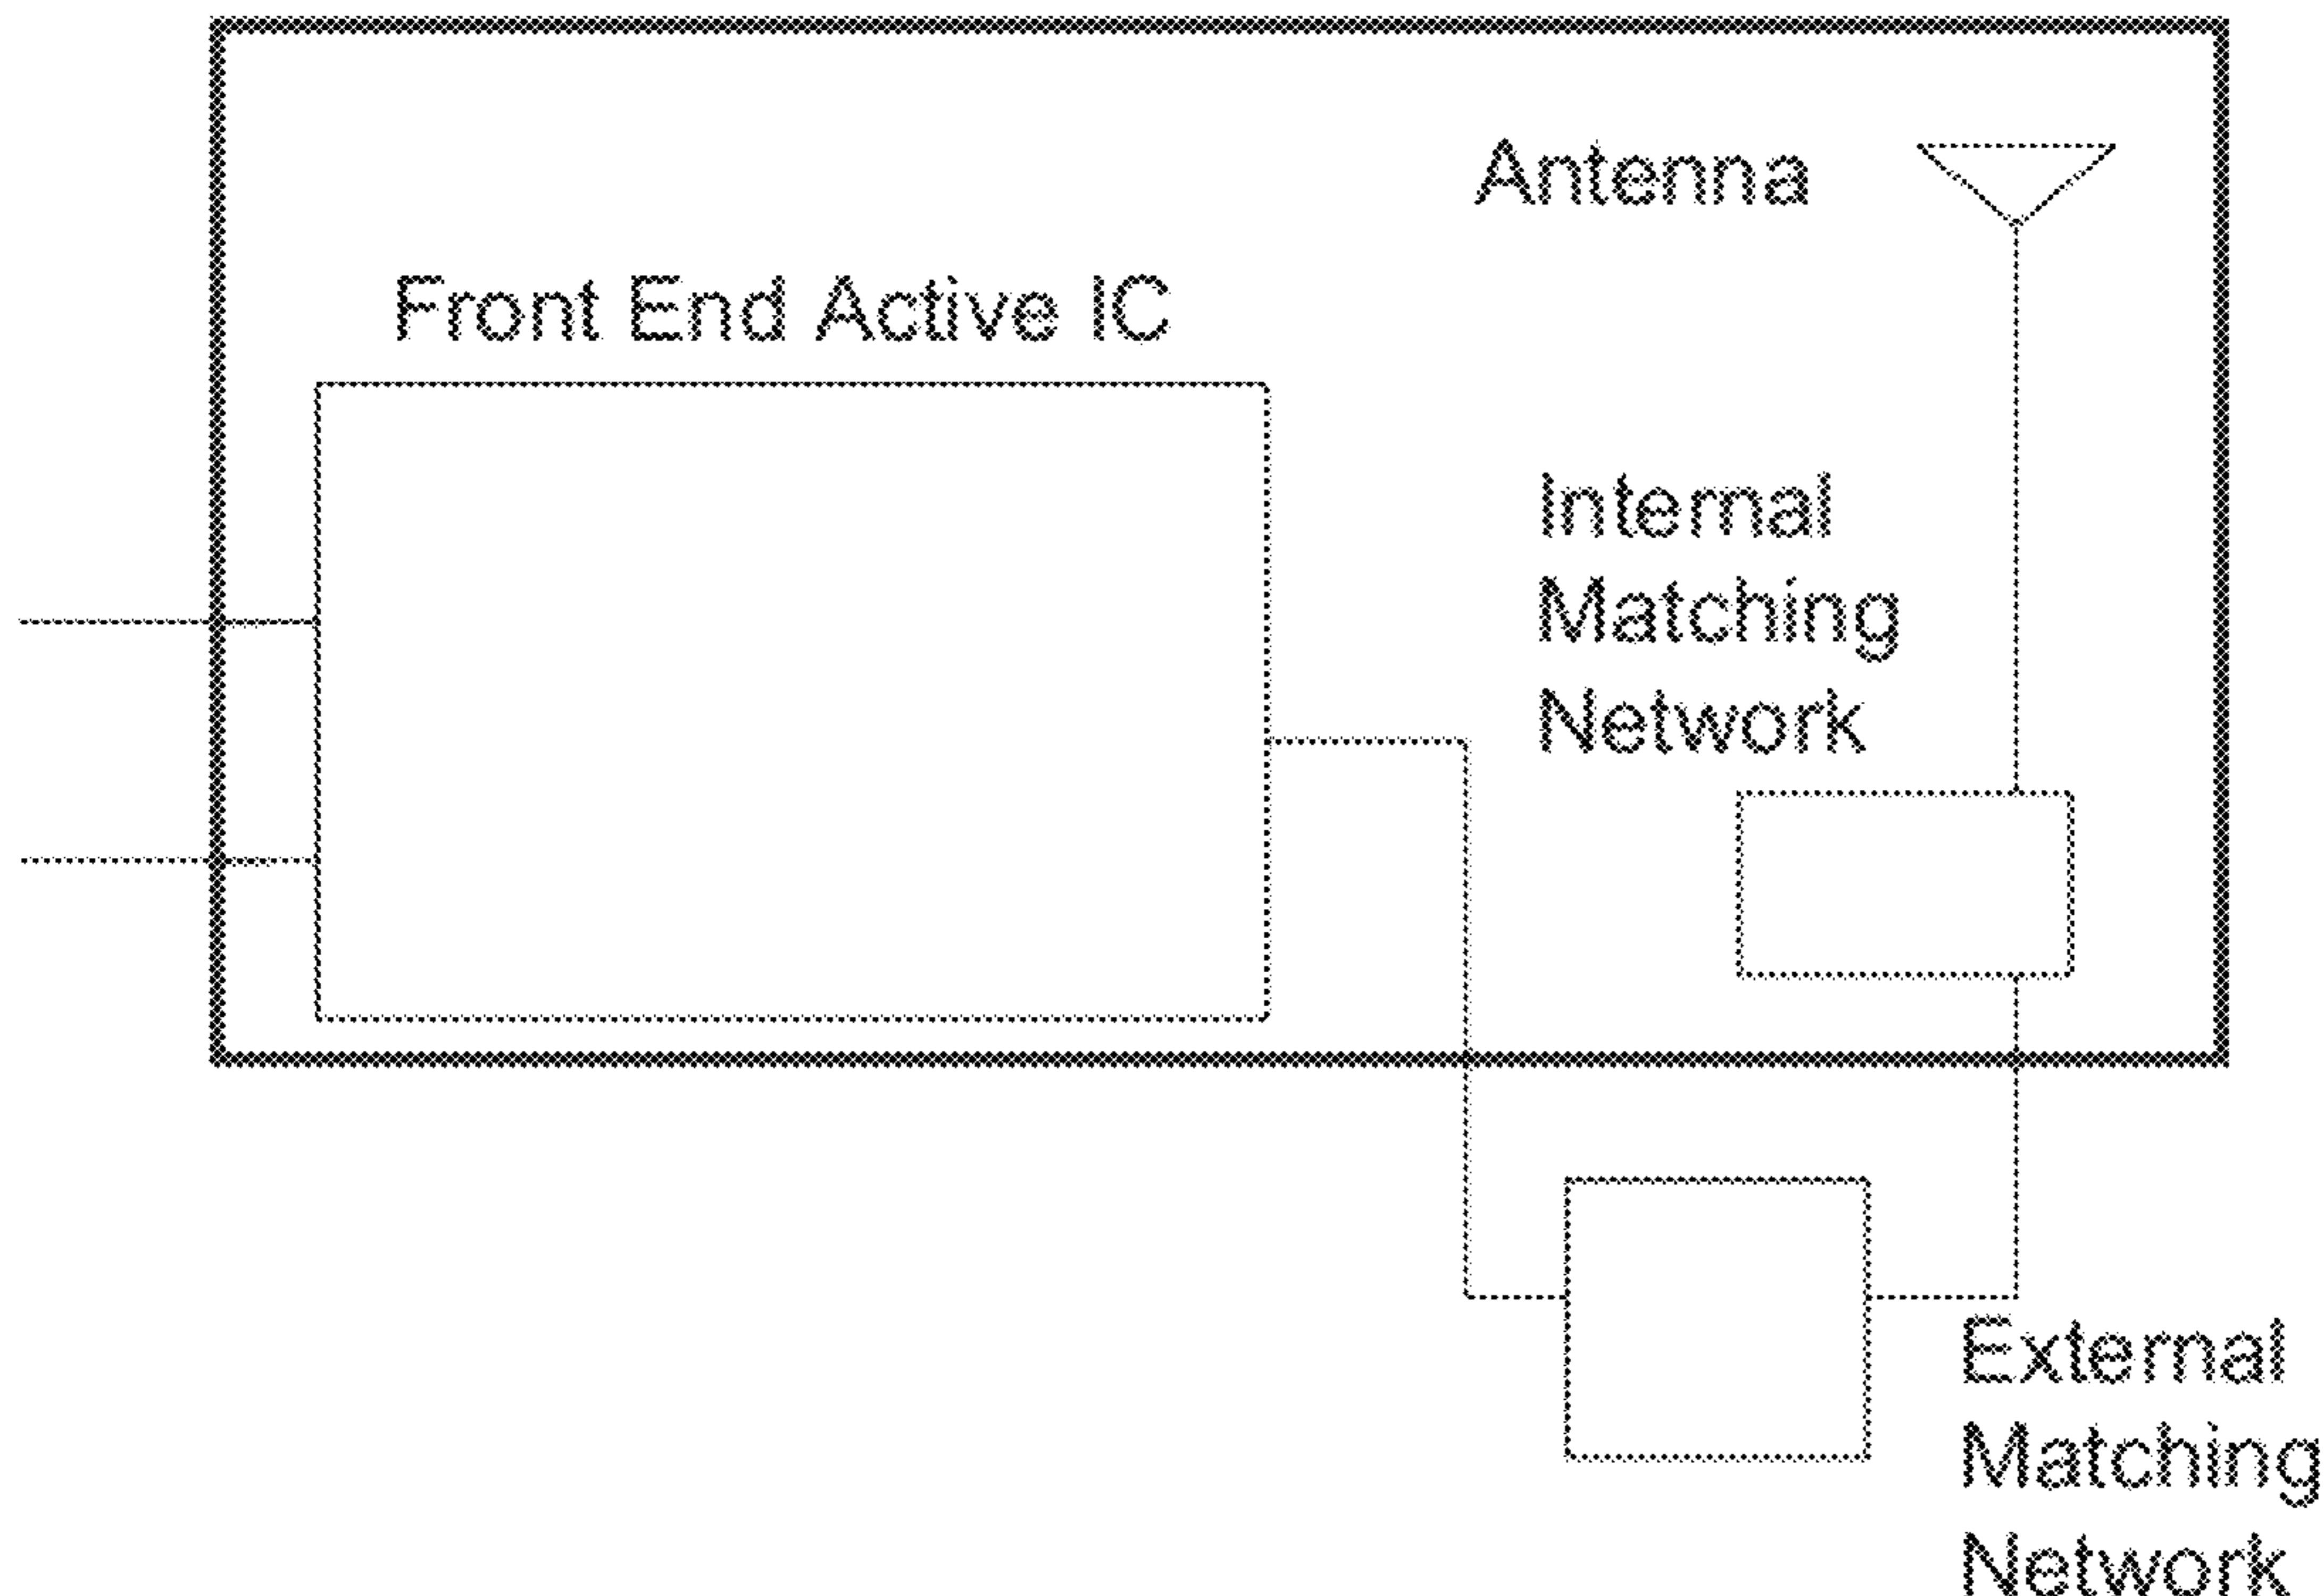 Antenna
Front End Active IC
Internal
Matching
Network
External
Matching
Network